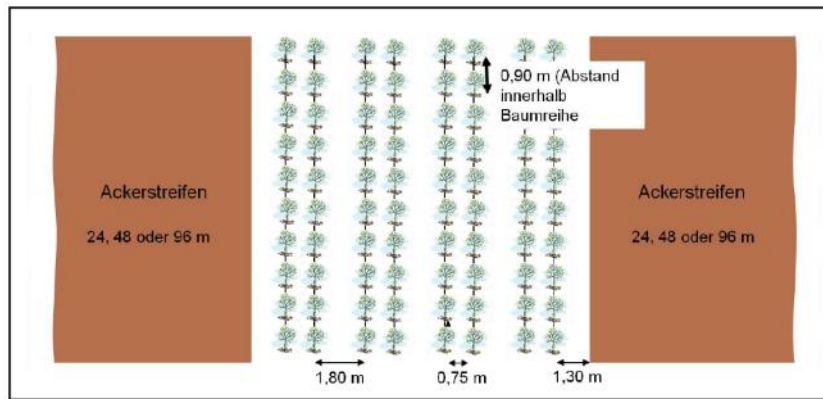 0,90 m (Abstand
innerhalb
Baumreihe
Ackerstreifen
24, 48 oder 96 m
Ackerstreifen
24, 48 oder 96 m
1,80 m
0,75 m
1,30 m